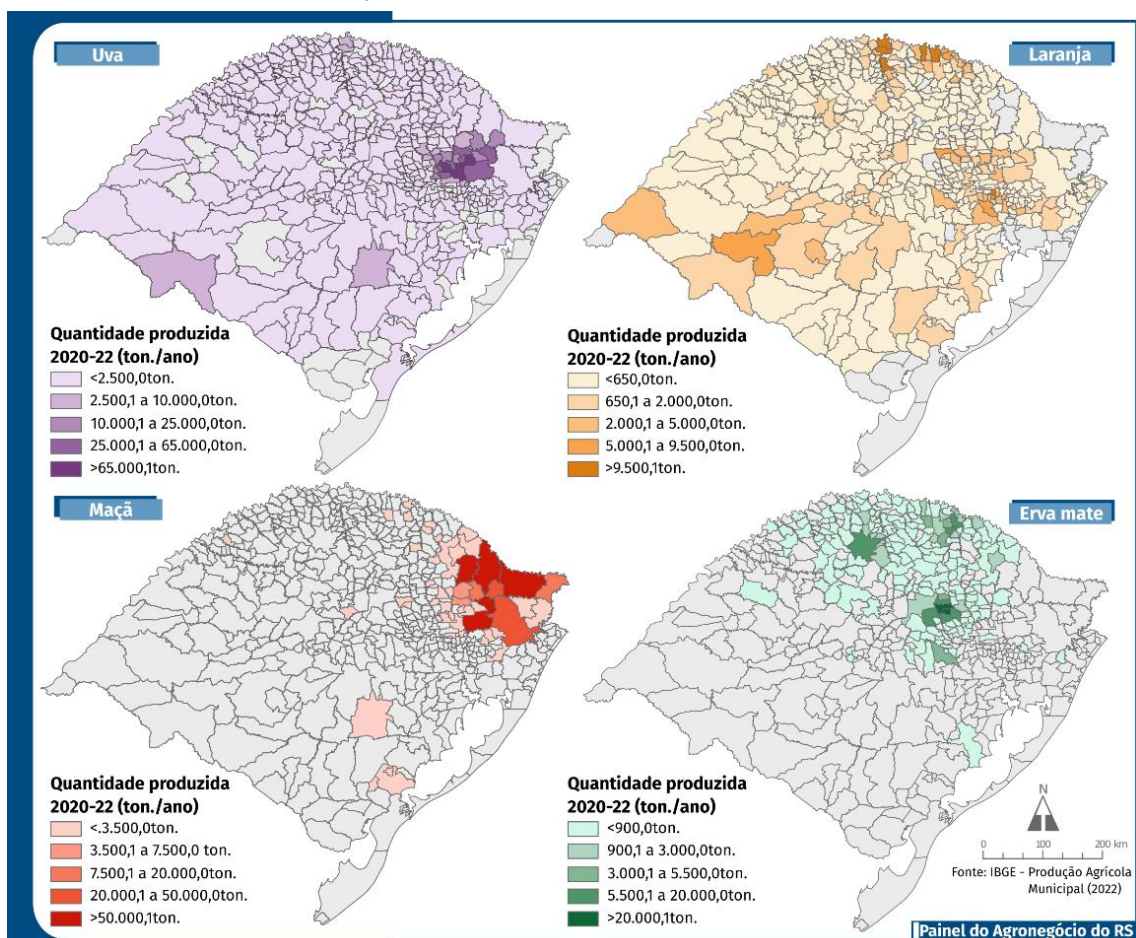 Uva
Quantidade produzida
2020-22 (ton./ano)
<2.500,0ton.
2.500,1 a 10.000,0ton.
10.000,1 a 25.000,0ton.
25.000,1 a 65.000,0ton.
>65.000,1ton.
Laranja
Quantidade produzida
2020-22 (ton./ano)
<650,0ton.
650,1 a 2.000,0ton.
2.000,1 a 5.000,0ton.
5.000,1 a 9.500,0ton.
>9.500,1ton.
Maçã
Quantidade produzida
2020-22 (ton./ano)
<.3.500,0ton.
3.500,1 a 7.500,0 ton.
7.500,1 a 20.000,0ton.
20.000,1 a 50.000,0ton.
>50.000,1ton.
Erva mate
Quantidade produzida
2020-22 (ton./ano)
<900,0ton.
900,1 a 3.000,0ton.
3.000,1 a 5.500,0ton.
5.500,1 a 20.000,0ton.
>20.000,1ton.
N
0 100 200 km
Fonte: IBGE - Produção Agrícola
Municipal (2022)
Painel do Agronegócio do RS